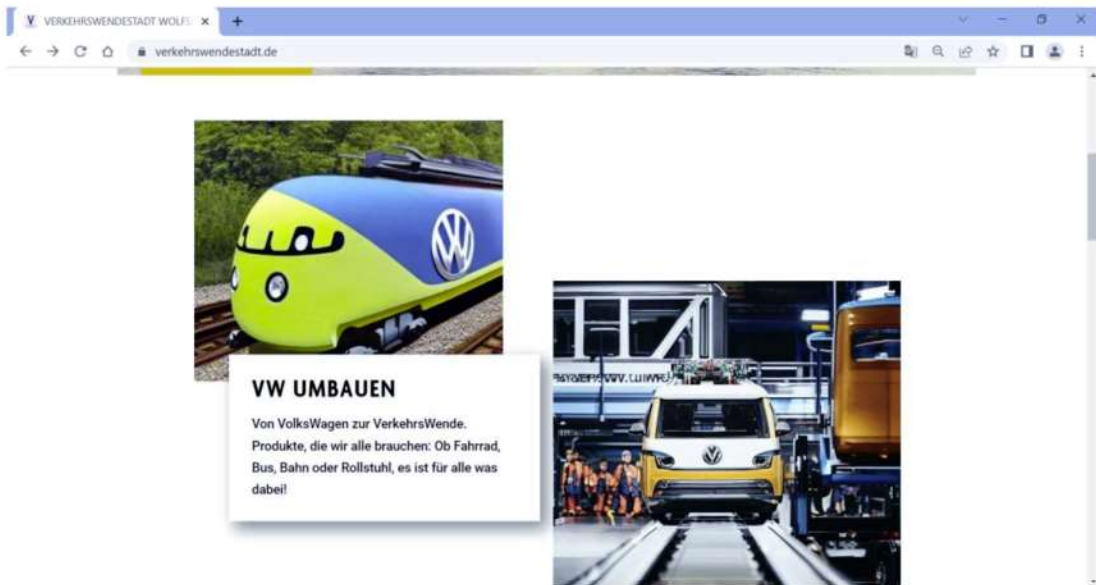 VERKEHRSWENDESTADT WOLFS
verkehrswendestadt.de
VW UMBAUEN
Von VolksWagen zur VerkehrsWende.
Produkte, die wir alle brauchen: Ob Fahrrad,
Bus, Bahn oder Rollstuhl, es ist für alle was
dabei!